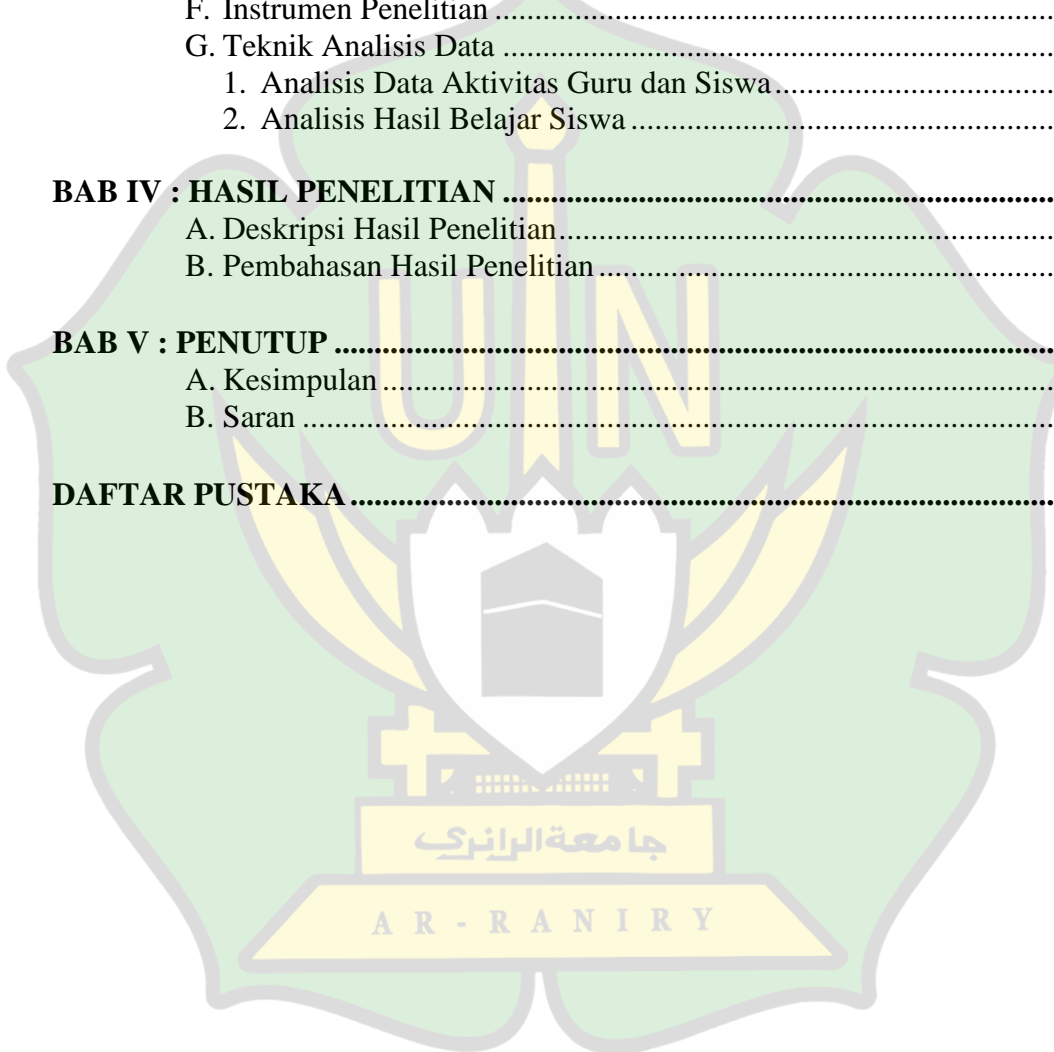 F. Instrumen Penelitian ........................................................................
G. Teknik Analisis Data .......................................................................
1. Analisis Data Aktivitas Guru dan Siswa ....................................
2. Analisis Hasil Belajar Siswa ......................................................
BAB IV : HASIL PENELITIAN .......................................................................
A. Deskripsi Hasil Penelitian ................................................................
B. Pembahasan Hasil Penelitian ..........................................................
BAB V : PENUTUP ..............................................................................................
A. Kesimpulan ........................................................................................
B. Saran ...................................................................................................
DAFTAR PUSTAKA ............................................................................................
UIN
جامعة الرانري
AR-RANIRY